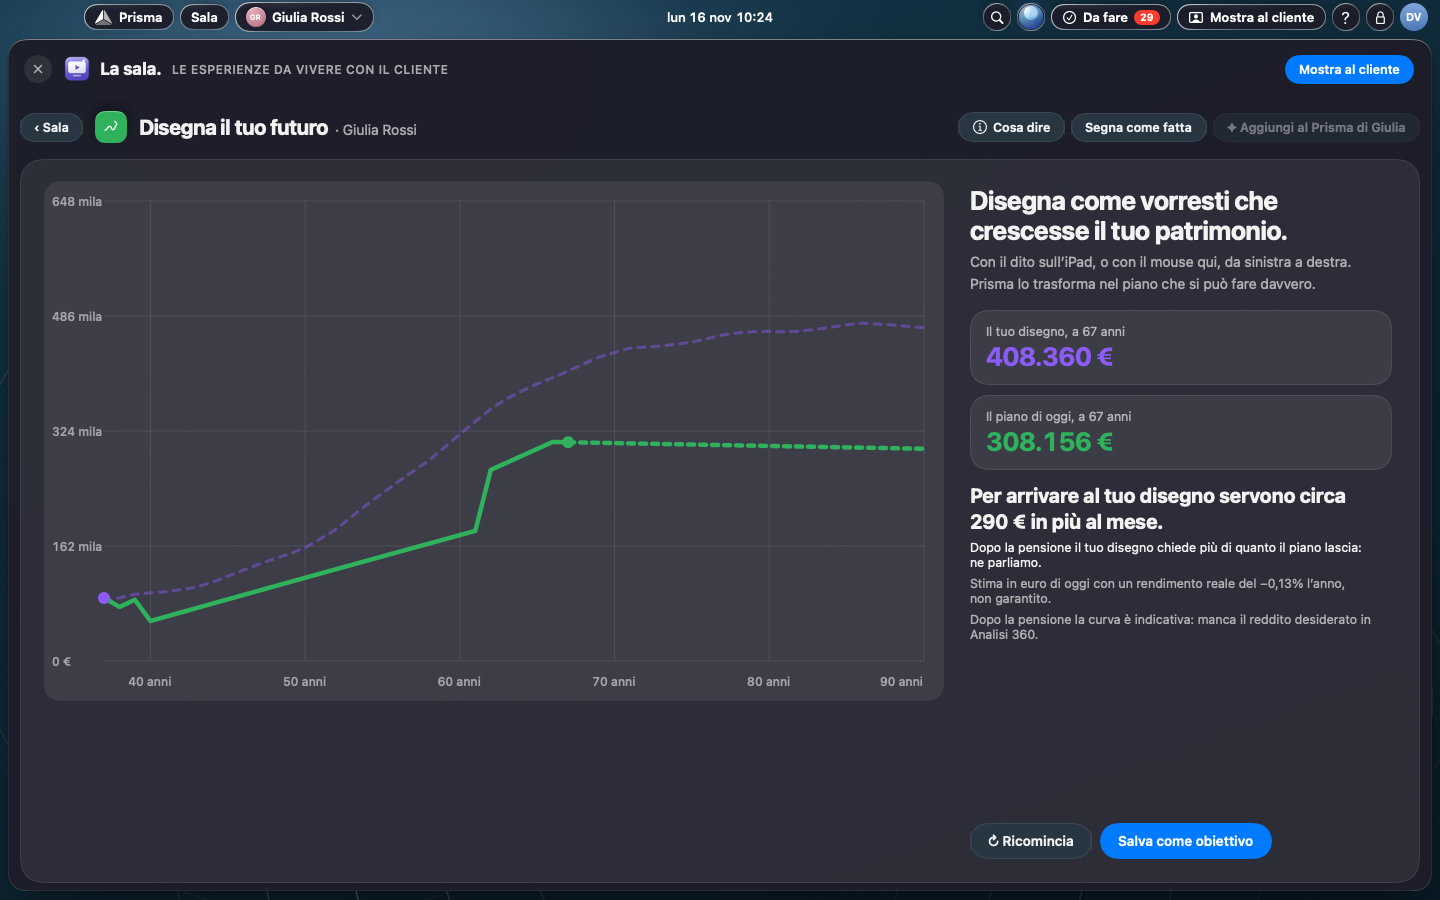 Prisma
Sala
GR Giulia Rossi
lun 16 nov 10:24
Da fare 29
Mostra al cliente
?
DV
La sala. LE ESPERIENZE DA VIVERE CON IL CLIENTE
Mostra al cliente
‹ Sala
Disegna il tuo futuro · Giulia Rossi
Cosa dire
Segna come fatta
Aggiungi al Prisma di Giulia
648 mila
486 mila
324 mila
162 mila
0 €
40 anni
50 anni
60 anni
70 anni
80 anni
90 anni
Disegna come vorresti che
crescesse il tuo patrimonio.
Con il dito sull’iPad, o con il mouse qui, da sinistra a destra.
Prisma lo trasforma nel piano che si può fare davvero.
Il tuo disegno, a 67 anni
408.360 €
Il piano di oggi, a 67 anni
308.156 €
Per arrivare al tuo disegno servono circa
290 € in più al mese.
Dopo la pensione il tuo disegno chiede più di quanto il piano lascia:
ne parliamo.
Stima in euro di oggi con un rendimento reale del −0,13% l’anno,
non garantito.
Dopo la pensione la curva è indicativa: manca il reddito desiderato in
Analisi 360.
Ricomincia
Salva come obiettivo